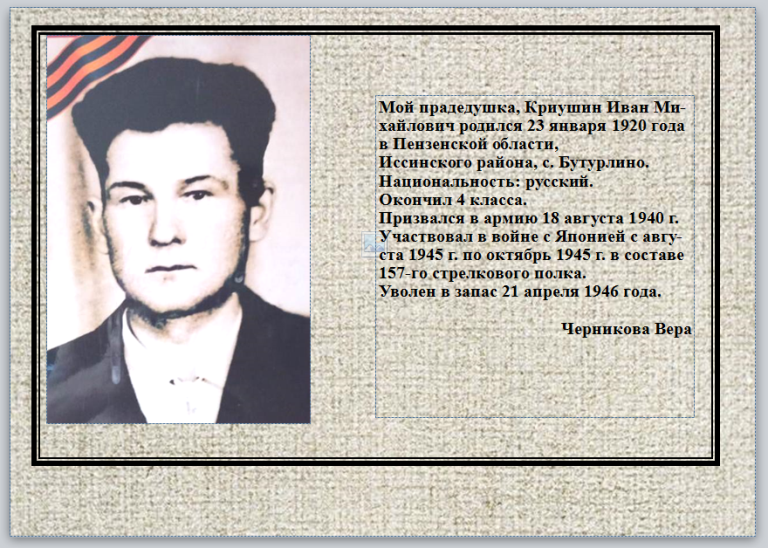 Мой прадедушка, Криушин Иван Ми-
хайлович родился 23 января 1920 года
в Пензенской области,
Иссинского района, с. Бутурлино.
Национальность: русский.
Окончил 4 класса.
Призвался в армию 18 августа 1940 г.
Участвовал в войне с Японией с авгу-
ста 1945 г. по октябрь 1945 г. в составе
157-го стрелкового полка.
Уволен в запас 21 апреля 1946 года.
Черникова Вера